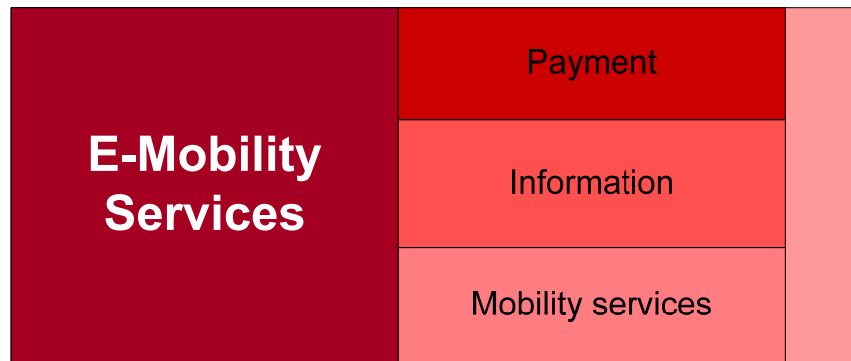 E-Mobility
Services
Payment
Information
Mobility services